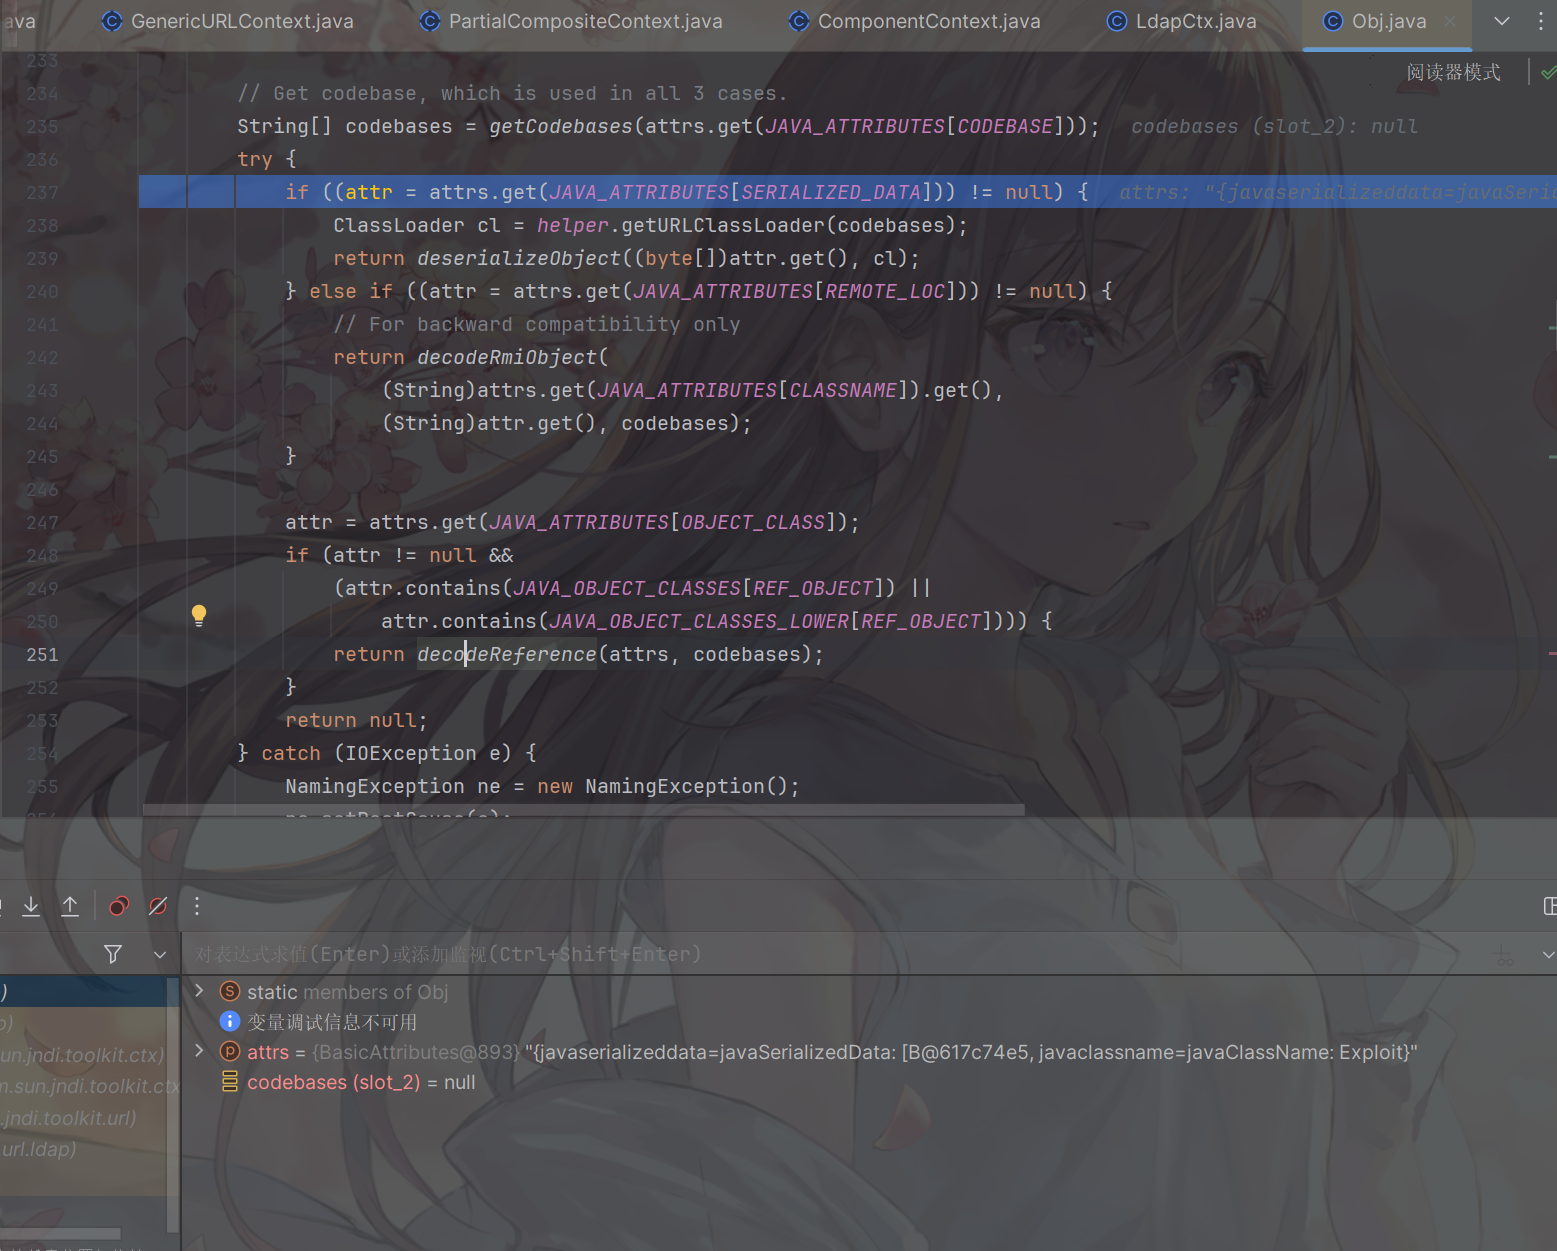 ava GenericURLContext.java PartialCompositeContext.java ComponentContext.java LdapCtx.java Obj.java
阅读器模式
233
234 // Get codebase, which is used in all 3 cases.
235 String[] codebases = getCodebases(attrs.get(JAVA_ATTRIBUTES[CODEBASE])); codebases (slot_2): null
236 try {
237 if ((attr = attrs.get(JAVA_ATTRIBUTES[SERIALIZED_DATA])) != null) { attrs: "{javaserializeddata=javaSeria
238 ClassLoader cl = helper.getURLClassLoader(codebases);
239 return deserializeObject((byte[])attr.get(), cl);
240 } else if ((attr = attrs.get(JAVA_ATTRIBUTES[REMOTE_LOC])) != null) {
241 // For backward compatibility only
242 return decodeRmiObject(
243 (String)attrs.get(JAVA_ATTRIBUTES[CLASSNAME]).get(),
244 (String)attr.get(), codebases);
245 }
246
247 attr = attrs.get(JAVA_ATTRIBUTES[OBJECT_CLASS]);
248 if (attr != null &&
249 (attr.contains(JAVA_OBJECT_CLASSES[REF_OBJECT]) ||
250 attr.contains(JAVA_OBJECT_CLASSES_LOWER[REF_OBJECT]))) {
251 return decodeReference(attrs, codebases);
252 }
253 return null;
254 } catch (IOException e) {
255 NamingException ne = new NamingException();
对表达式求值(Enter)或添加监视(Ctrl+Shift+Enter)
static members of Obj
变量调试信息不可用
attrs = {BasicAttributes@893} "{javaserializeddata=javaSerializedData: [B@617c74e5, javaclassname=javaClassName: Exploit}"
codebases (slot_2) = null
)
o)
un.jndi.toolkit.ctx)
m.sun.jndi.toolkit.ctx
.jndi.toolkit.url)
url.ldap)